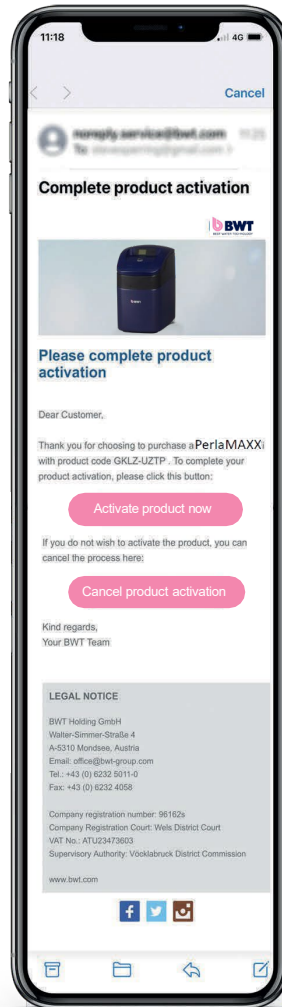 11:18
4G
Cancel
noreply.service@bwt.com
To:
Complete product activation
BWT
Please complete product
activation
Dear Customer,
Thank you for choosing to purchase a PerlaMAXXi
with product code GKLZ-UZTP . To complete your
product activation, please click this button:
Activate product now
If you do not wish to activate the product, you can
cancel the process here:
Cancel product activation
Kind regards,
Your BWT Team
LEGAL NOTICE
BWT Holding GmbH
Walter-Simmer-Straße 4
A-5310 Mondsee, Austria
Email: office@bwt-group.com
Tel.: +43 (0) 6232 5011-0
Fax: +43 (0) 6232 4058
Company registration number: 96162s
Company Registration Court: Wels District Court
VAT No.: ATU23473603
Supervisory Authority: Vöcklabruck District Commission
www.bwt.com